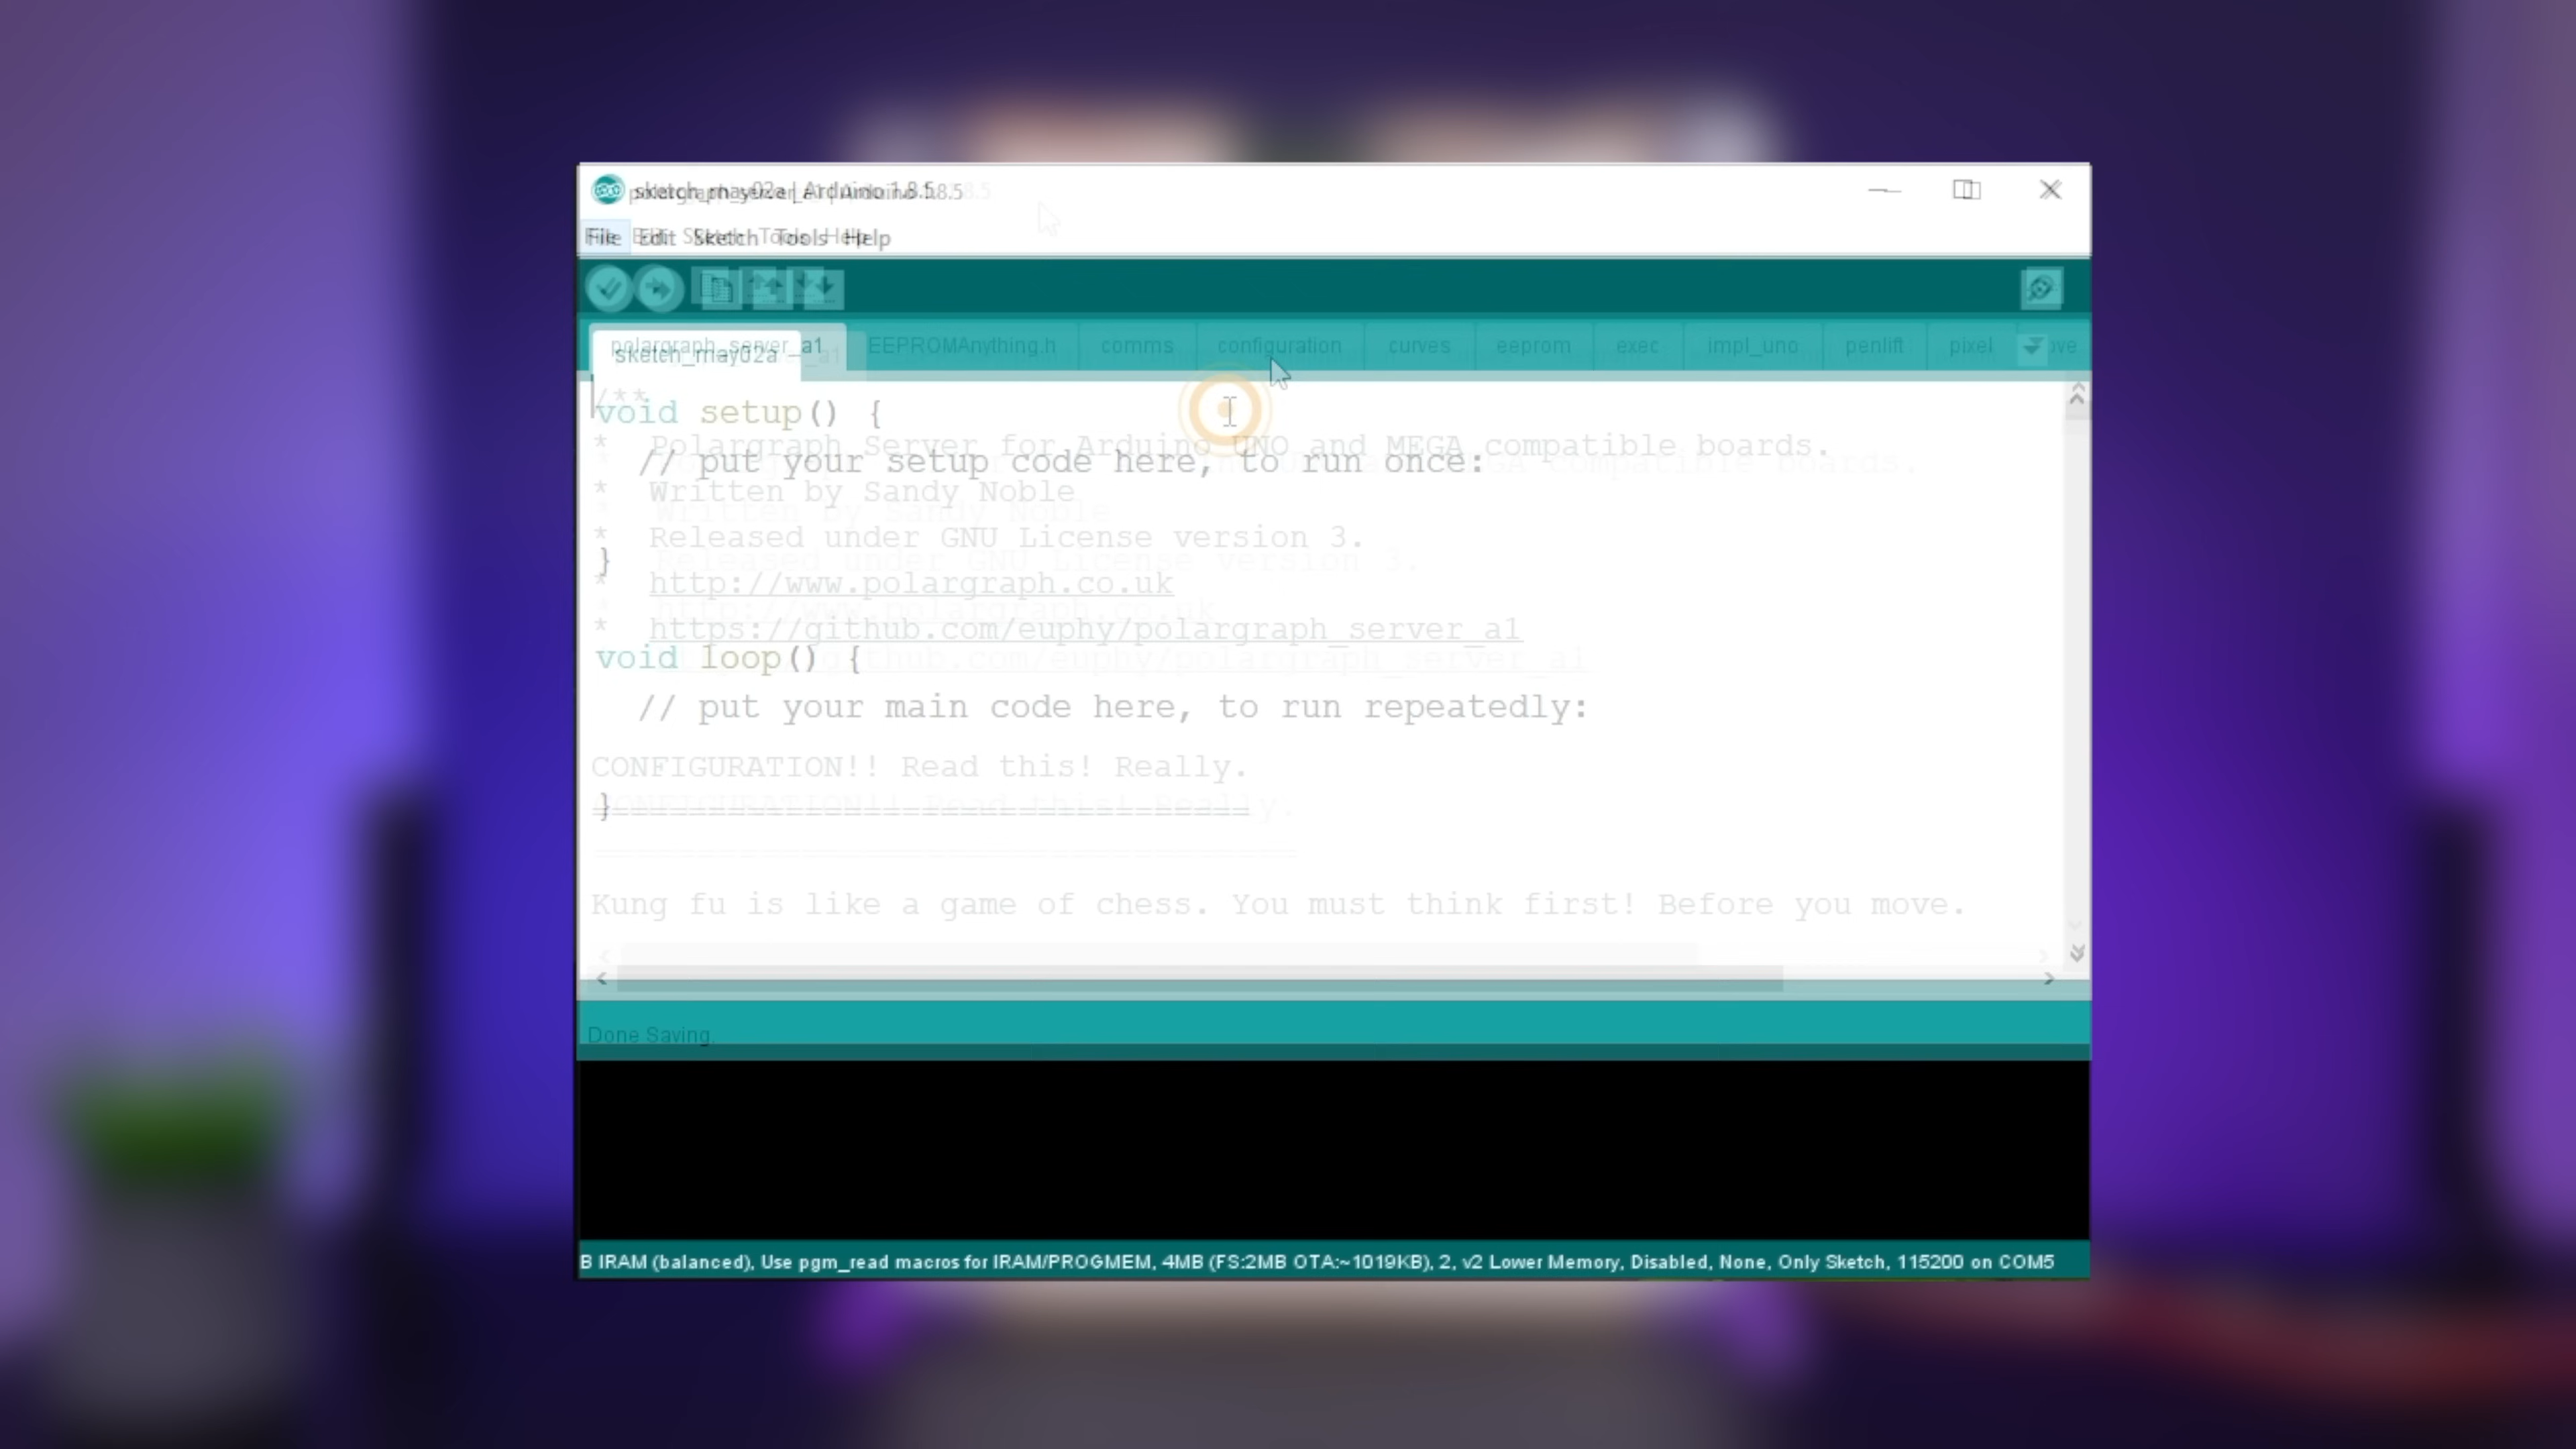 sketch_may02a | Arduino 1.8.5
polargraph_server_a1 | Arduino 1.8.5
File Edit Sketch Tools Help
polargraph_server_a1 EEPROMAnything.h comms configuration curves eeprom exec impl_uno penlift pixel
sketch_may02a
/**
void setup() {
* Polargraph Server for Arduino UNO and MEGA compatible boards.
// put your setup code here, to run once:
* Written by Sandy Noble
* Released under GNU License version 3.
}
* http://www.polargraph.co.uk
* https://github.com/euphy/polargraph_server_a1
void loop() {
// put your main code here, to run repeatedly:
CONFIGURATION!! Read this! Really.
}
Kung fu is like a game of chess. You must think first! Before you move.
Done Saving.
B IRAM (balanced), Use pgm_read macros for IRAM/PROGMEM, 4MB (FS:2MB OTA:~1019KB), 2, v2 Lower Memory, Disabled, None, Only Sketch, 115200 on COM5